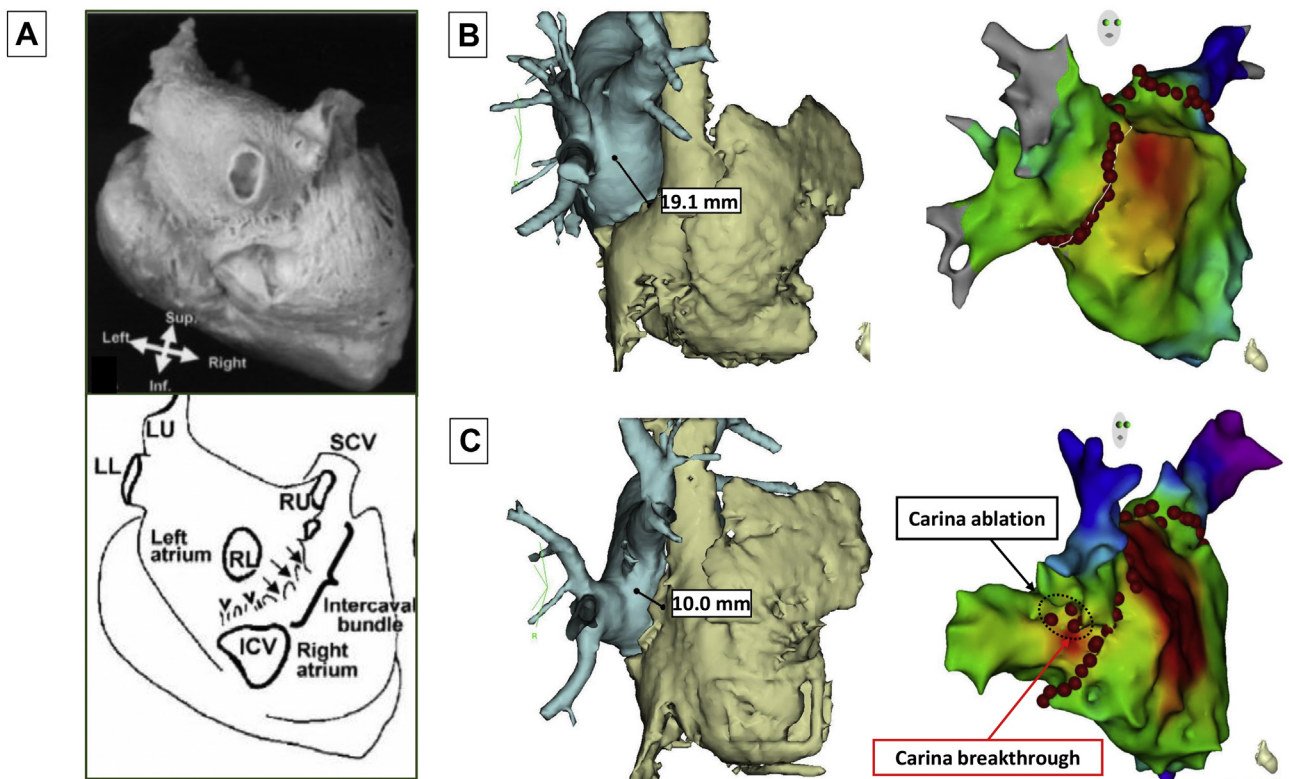 A
Sup.
Left
Right
Inf.
LU
SCV
LL
RU
Left
atrium
RL
Intercaval
bundle
ICV
Right
atrium
B
19.1 mm
C
10.0 mm
R
Carina ablation
Carina breakthrough